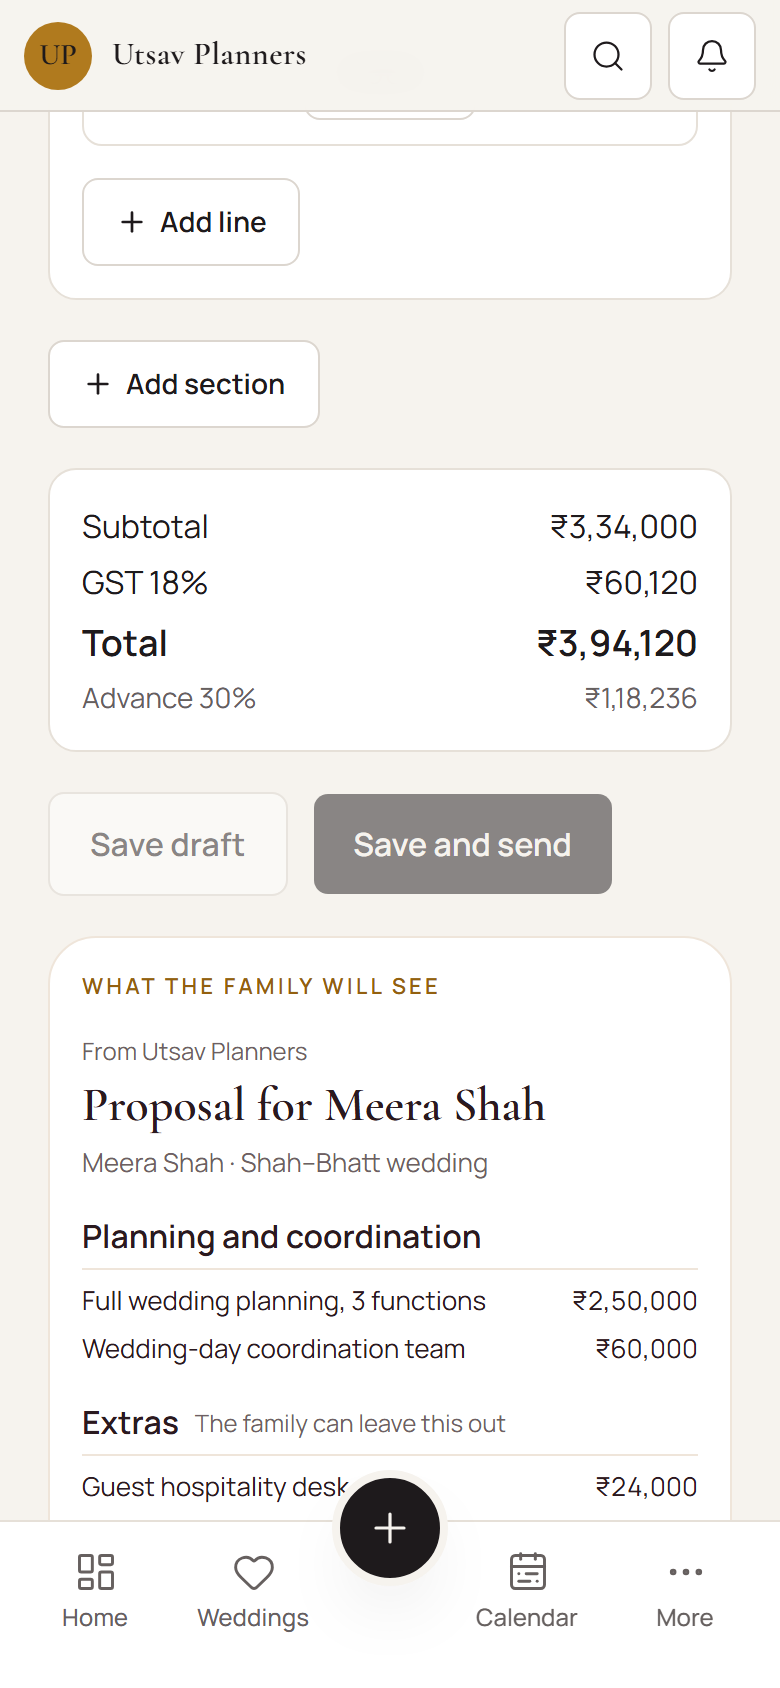 UP Utsav Planners
+ Add line
+ Add section
Subtotal ₹3,34,000
GST 18% ₹60,120
Total ₹3,94,120
Advance 30% ₹1,18,236
Save draft Save and send
WHAT THE FAMILY WILL SEE
From Utsav Planners
Proposal for Meera Shah
Meera Shah · Shah–Bhatt wedding
Planning and coordination
Full wedding planning, 3 functions ₹2,50,000
Wedding-day coordination team ₹60,000
Extras The family can leave this out
Guest hospitality desk ₹24,000
Home Weddings Calendar More